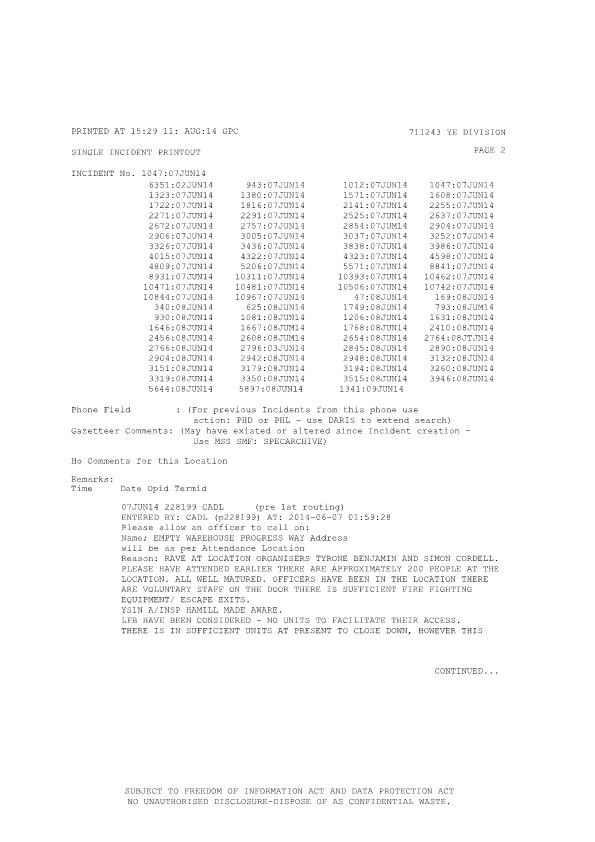 PRINTED AT 15:29 11: AUG:14 GPC 711243 YE DIVISION
SINGLE INCIDENT PRINTOUT PAGE 2
INCIDENT No. 1047:07JUN14
6351:02JUN14 943:07JUN14 1012:07JUN14 1047:07JUN14
1323:07JUN14 1380:07JUN14 1571:07JUN14 1608:07JUN14
1722:07JUN14 1816:07JUN14 2141:07JUN14 2255:07JUN14
2271:07JUN14 2291:07JUN14 2525:07JUN14 2637:07JUN14
2672:07JUN14 2757:07JUN14 2854:07JUM14 2904:07JUN14
2906:07JUN14 3005:07JUN14 3037:07JUN14 3252:07JUN14
3326:07JUN14 3436:07JUN14 3838:07JUN14 3986:07JUN14
4015:07JUN14 4322:07JUN14 4323:07JUN14 4598:07JUN14
4809:07JUN14 5206:07JUN14 5571:07JUN14 8841:07JUN14
8931:07JUN14 10311:07JUN14 10393:07JUN14 10462:07JUN14
10471:07JUN14 10481:07JUN14 10506:07JUN14 10742:07JUN14
10844:07JUN14 10967:07JUN14 47:08JUN14 169:08JUN14
340:08JUN14 625:08JUN14 1749:08JUN14 793:08JUM14
930:08JUN14 1081:08JUN14 1206:08JUN14 1631:08JUN14
1646:08JUN14 1667:08JUM14 1768:08JUN14 2410:08JUN14
2456:08JUN14 2608:08JUM14 2654:08JUN14 2764:08JTJN14
2766:08JUN14 2796:03JUN14 2845:08JUN14 2890:08JUN14
2904:08JUN14 2942:08JUN14 2948:08JUN14 3132:08JUN14
3151:08JUN14 3179:08JUN14 3194:08JUN14 3260:08JUN14
3319:08JUN14 3350:08JUN14 3515:08JUN14 3946:08JUN14
5644:08JUN14 5897:08JUN14 1341:09JUN14
Phone Field : (For previous Incidents from this phone use
action: PHD or PHL – use DARIS to extend search)
Gazetteer Comments: (May have existed or altered since Incident creation –
Use MSS SMF: SPECARCHIVE)
Ho Comments for this Location
Remarks:
Time Date Opid Termid
07JUN14 228199 CADL (pre 1st routing)
ENTERED BY: CADL (p228199) AT: 2014-06-07 01:59:28
Please allow an officer to call on:
Name; EMPTY WAREHOUSE PROGRESS WAY Address
will be as per Attendance Location
Reason: RAVE AT LOCATION ORGANISERS TYRONE BENJAMIN AND SIMON CORDELL.
PLEASE HAVE ATTENDED EARLIER THERE ARE APPROXIMATELY 200 PEOPLE AT THE
LOCATION. ALL WELL MATURED. OFFICERS HAVE BEEN IN THE LOCATION THERE
ARE VOLUNTARY STAFF ON THE DOOR THERE IS SUFFICIENT FIRE FIGHTING
EQUIPMENT/ ESCAPE EXITS.
YS1N A/INSP HAMILL MADE AWARE.
LFB HAVE BEEN CONSIDERED – NO UNITS TO FACILITATE THEIR ACCESS.
THERE IS IN SUFFICIENT UNITS AT PRESENT TO CLOSE DOWN, HOWEVER THIS
CONTINUED...
SUBJECT TO FREEDOM OF INFORMATION ACT AND DATA PROTECTION ACT
NO UNAUTHORISED DISCLOSURE-DISPOSE OF AS CONFIDENTIAL WASTE.